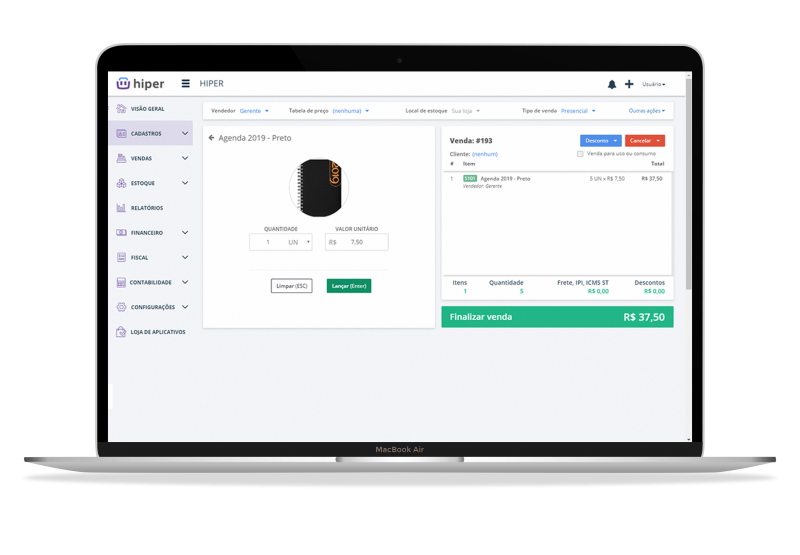 hiper
HIPER
Usuário
VISÃO GERAL
CADASTROS
VENDAS
ESTOQUE
RELATÓRIOS
FINANCEIRO
FISCAL
CONTABILIDADE
CONFIGURAÇÕES
LOJA DE APLICATIVOS
Vendedor Gerente
Tabela de preço (nenhuma)
Local de estoque Sua loja
Tipo de venda Presencial
Outras ações
Agenda 2019 - Preto
2019
QUANTIDADE
VALOR UNITÁRIO
1 UN
R$ 7,50
Limpar (ESC)
Lançar (Enter)
Venda: #193
Desconto
Cancelar
Cliente: (nenhum)
Venda para uso ou consumo
# Item Total
1 Agenda 2019 - Preto 5 UN x R$ 7,50 R$ 37,50
Vendedor: Gerente
Itens Quantidade Frete, IPI, ICMS ST Descontos
1 5 R$ 0,00 R$ 0,00
Finalizar venda R$ 37,50
MacBook Air